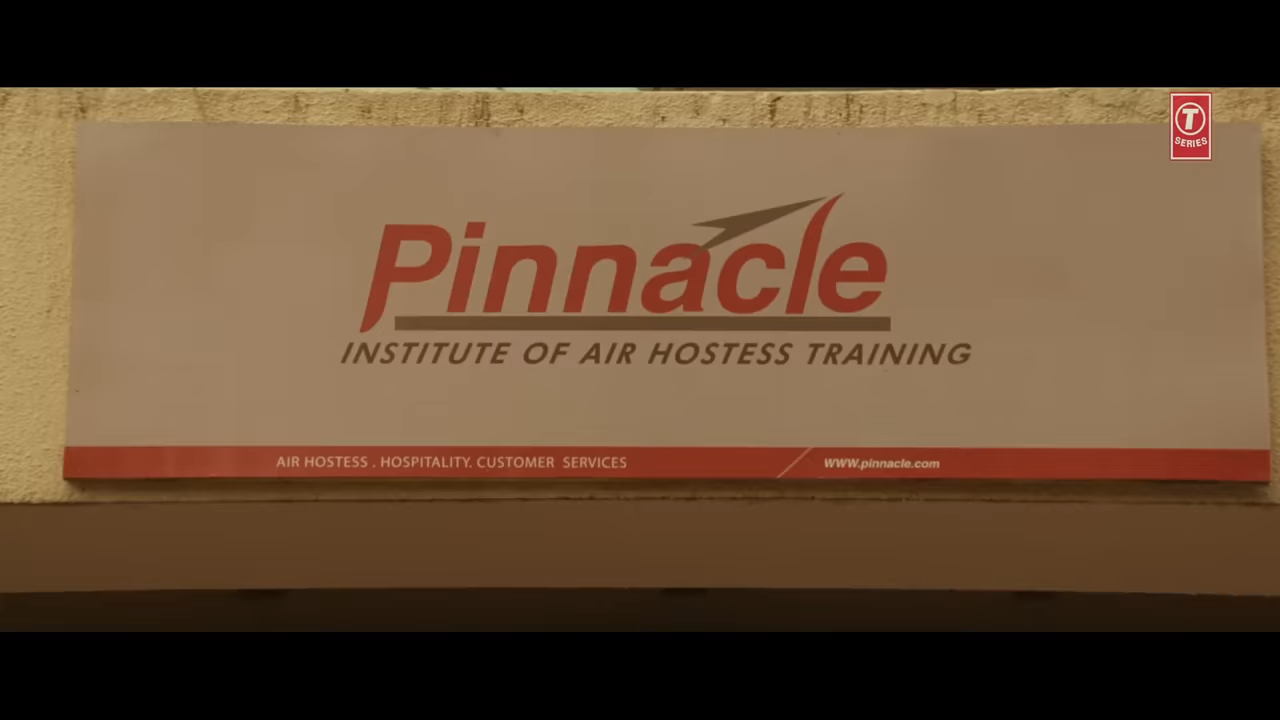 T
SERIES
Pinnacle
INSTITUTE OF AIR HOSTESS TRAINING
AIR HOSTESS . HOSPITALITY. CUSTOMER SERVICES
WWW.pinnacle.com